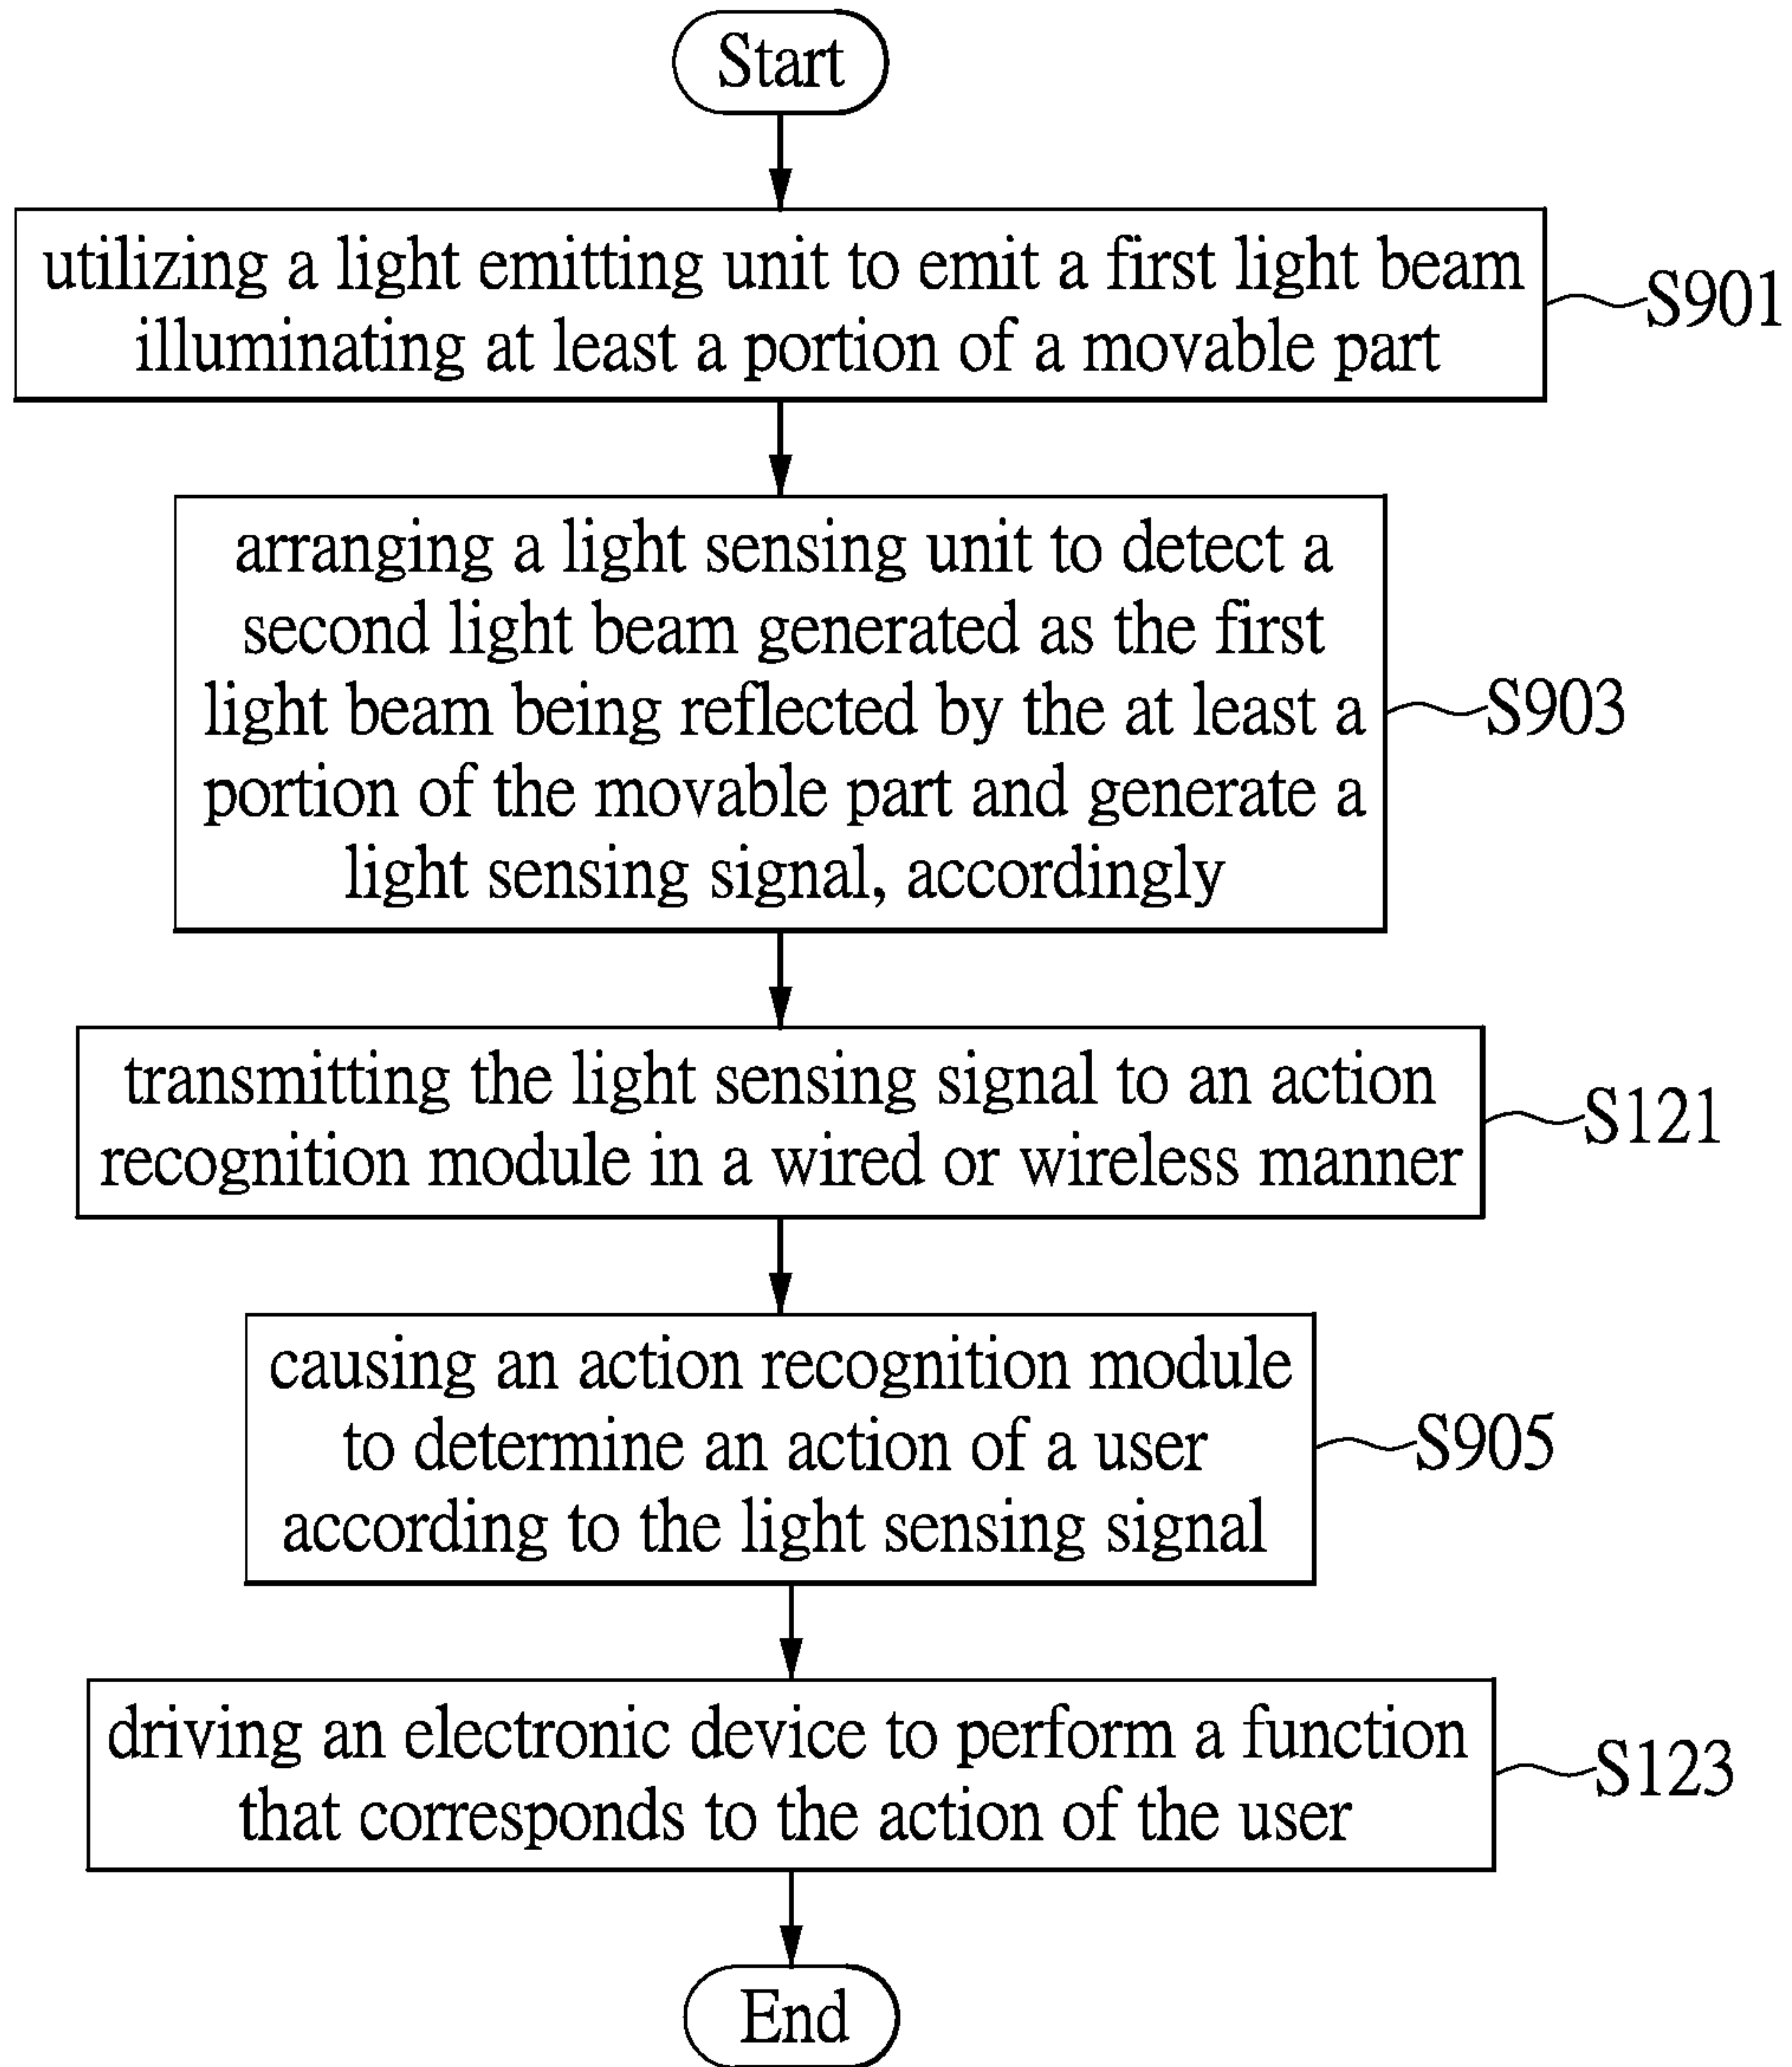 Start
utilizing a light emitting unit to emit a first light beam
illuminating at least a portion of a movable part
S901
arranging a light sensing unit to detect a
second light beam generated as the first
light beam being reflected by the at least a
portion of the movable part and generate a
light sensing signal, accordingly
S903
transmitting the light sensing signal to an action
recognition module in a wired or wireless manner
S121
causing an action recognition module
to determine an action of a user
according to the light sensing signal
S905
driving an electronic device to perform a function
that corresponds to the action of the user
S123
End